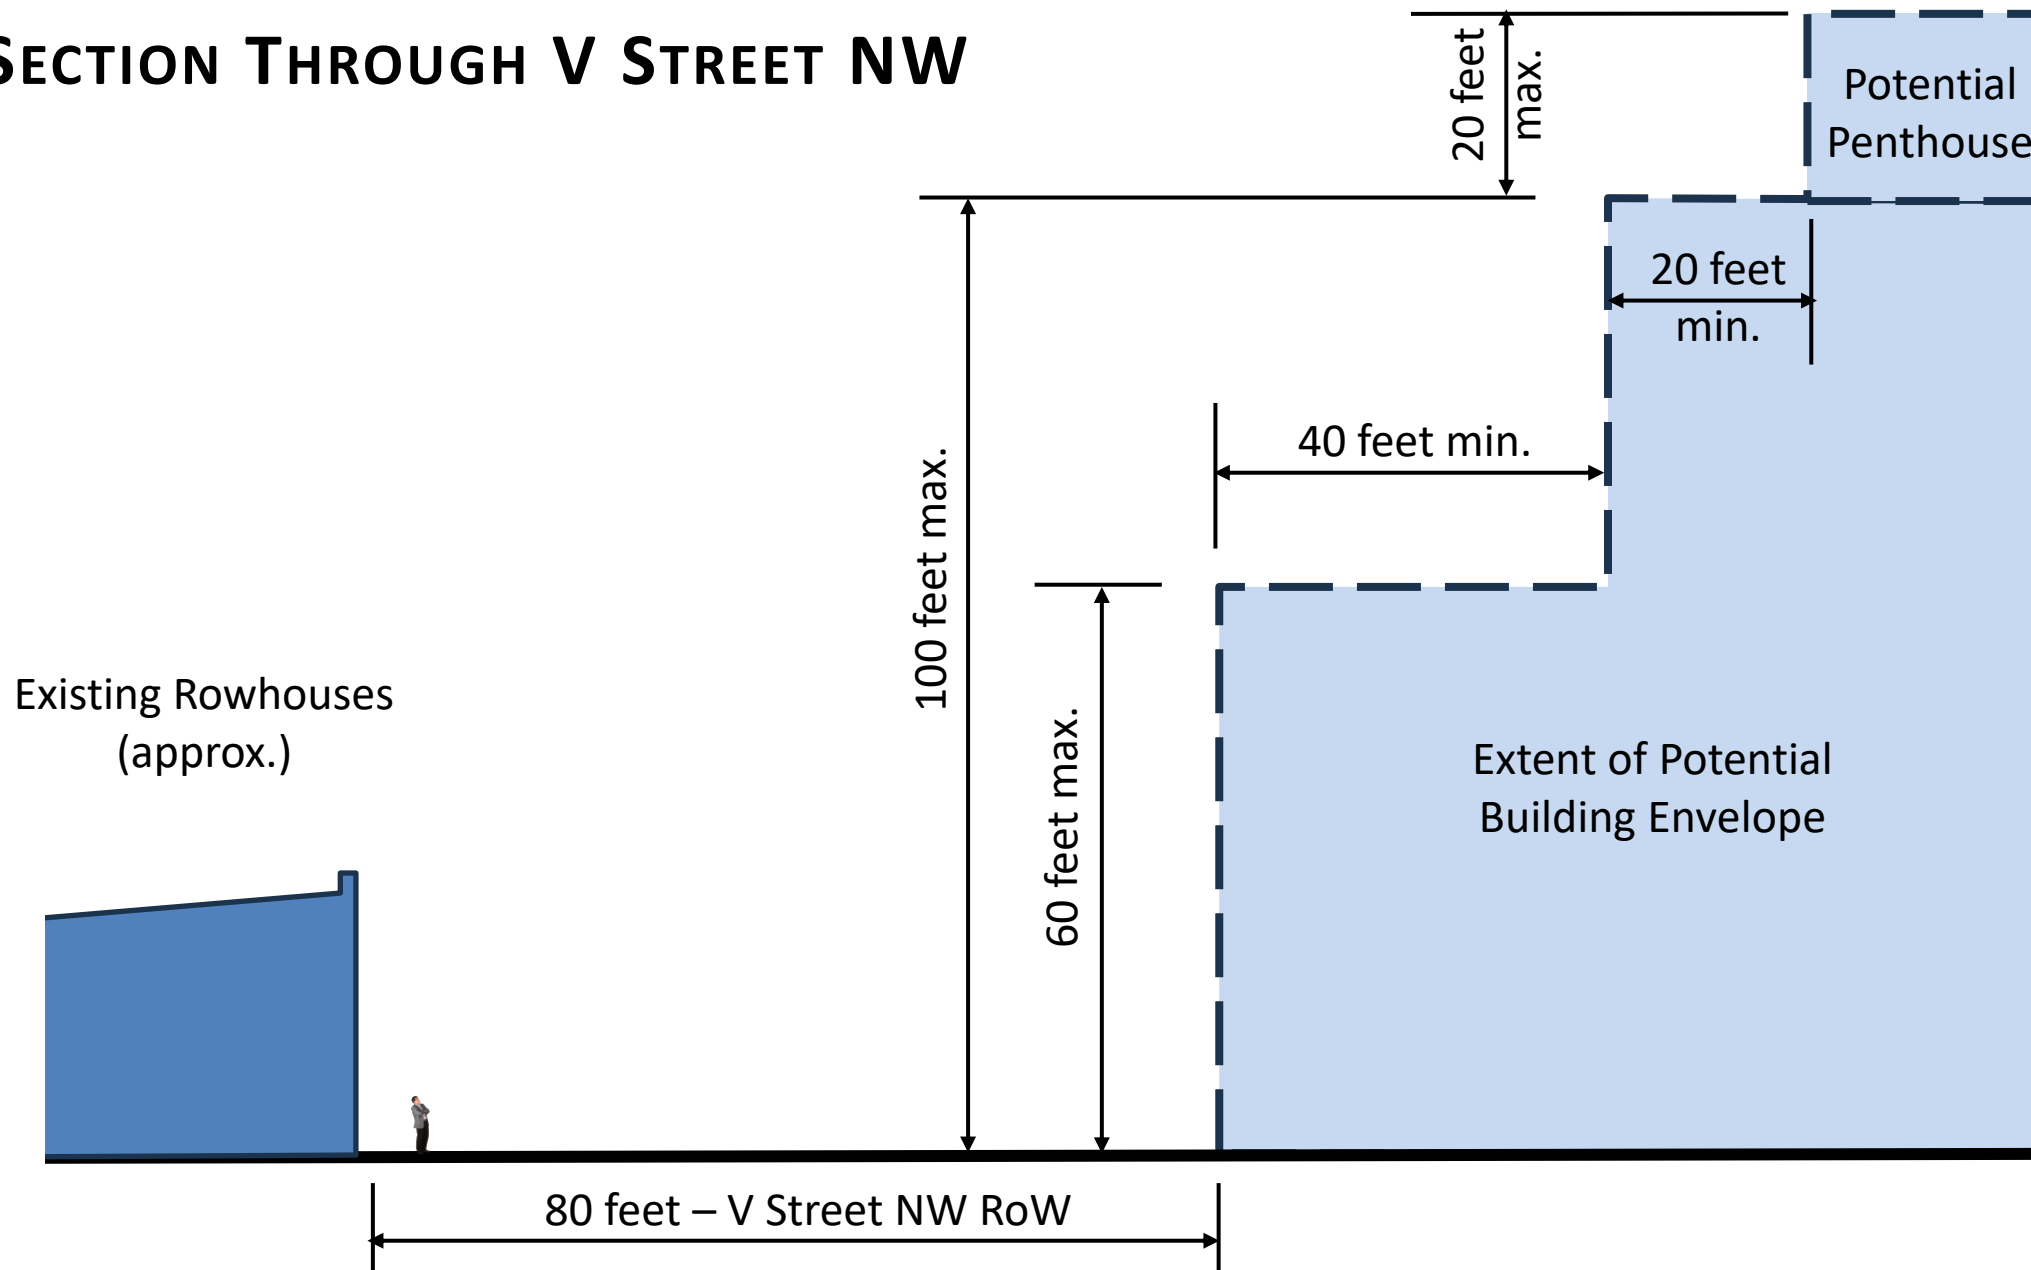 SECTION THROUGH V STREET NW
20 feet
max.
Potential
Penthouse
20 feet
min.
40 feet min.
100 feet max.
60 feet max.
Existing Rowhouses
(approx.)
Extent of Potential
Building Envelope
80 feet – V Street NW RoW